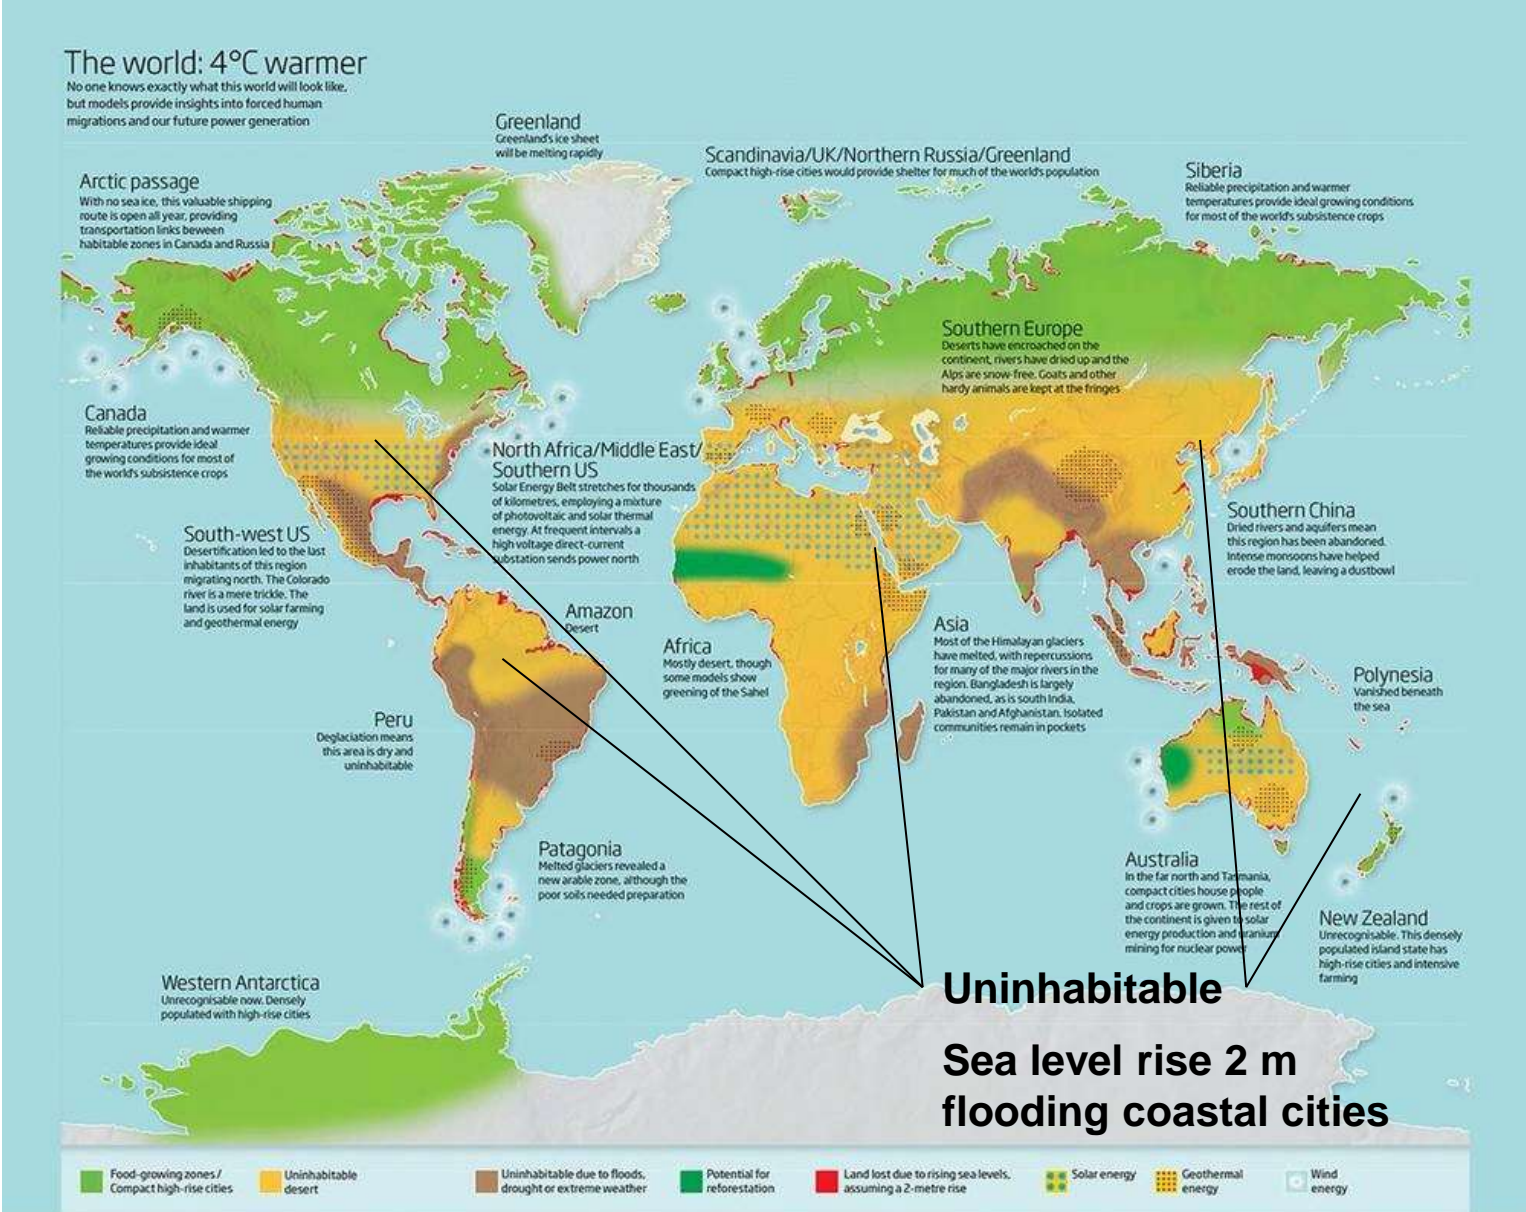 The world: 4°C warmer
No one knows exactly what this world will look like,
but models provide insights into forced human
migrations and our future power generation
Greenland
Greenland's ice sheet
will be melting rapidly
Scandinavia/UK/Northern Russia/Greenland
Compact high-rise cities would provide shelter for much of the world's population
Siberia
Reliable precipitation and warmer
temperatures provide ideal growing conditions
for most of the world's subsistence crops
Arctic passage
With no sea ice, this valuable shipping
route is open all year, providing
transportation links beween
habitable zones in Canada and Russia
Southern Europe
Deserts have encroached on the
continent, rivers have dried up and the
Alps are snow-free. Goats and other
hardy animals are kept at the fringes
Canada
Reliable precipitation and warmer
temperatures provide ideal
growing conditions for most of
the world's subsistence crops
North Africa/Middle East/
Southern US
Solar Energy Belt stretches for thousands
of kilometres, employing a mixture
of photovoltaic and solar thermal
energy. At frequent intervals a
high voltage direct-current
substation sends power north
South-west US
Desertification led to the last
inhabitants of this region
migrating north. The Colorado
river is a mere trickle. The
land is used for solar farming
and geothermal energy
Southern China
Dried rivers and aquifers mean
this region has been abandoned.
Intense monsoons have helped
erode the land, leaving a dustbowl
Amazon
Desert
Africa
Mostly desert, though
some models show
greening of the Sahel
Asia
Most of the Himalayan glaciers
have melted, with repercussions
for many of the major rivers in the
region. Bangladesh is largely
abandoned, as is south India,
Pakistan and Afghanistan. Isolated
communities remain in pockets
Polynesia
Vanished beneath
the sea
Peru
Deglaciation means
this area is dry and
uninhabitable
Patagonia
Melted glaciers revealed a
new arable zone, although the
poor soils needed preparation
Australia
In the far north and Tasmania,
compact cities house people
and crops are grown. The rest of
the continent is given to solar
energy production and uranium
mining for nuclear power
New Zealand
Unrecognisable. This densely
populated island state has
high-rise cities and intensive
farming
Western Antarctica
Unrecognisable now. Densely
populated with high-rise cities
Uninhabitable
Sea level rise 2 m
flooding coastal cities
Food-growing zones /
Compact high-rise cities
Uninhabitable
desert
Uninhabitable due to floods,
drought or extreme weather
Potential for
reforestation
Land lost due to rising sea levels,
assuming a 2-metre rise
Solar energy
Geothermal
energy
Wind
energy